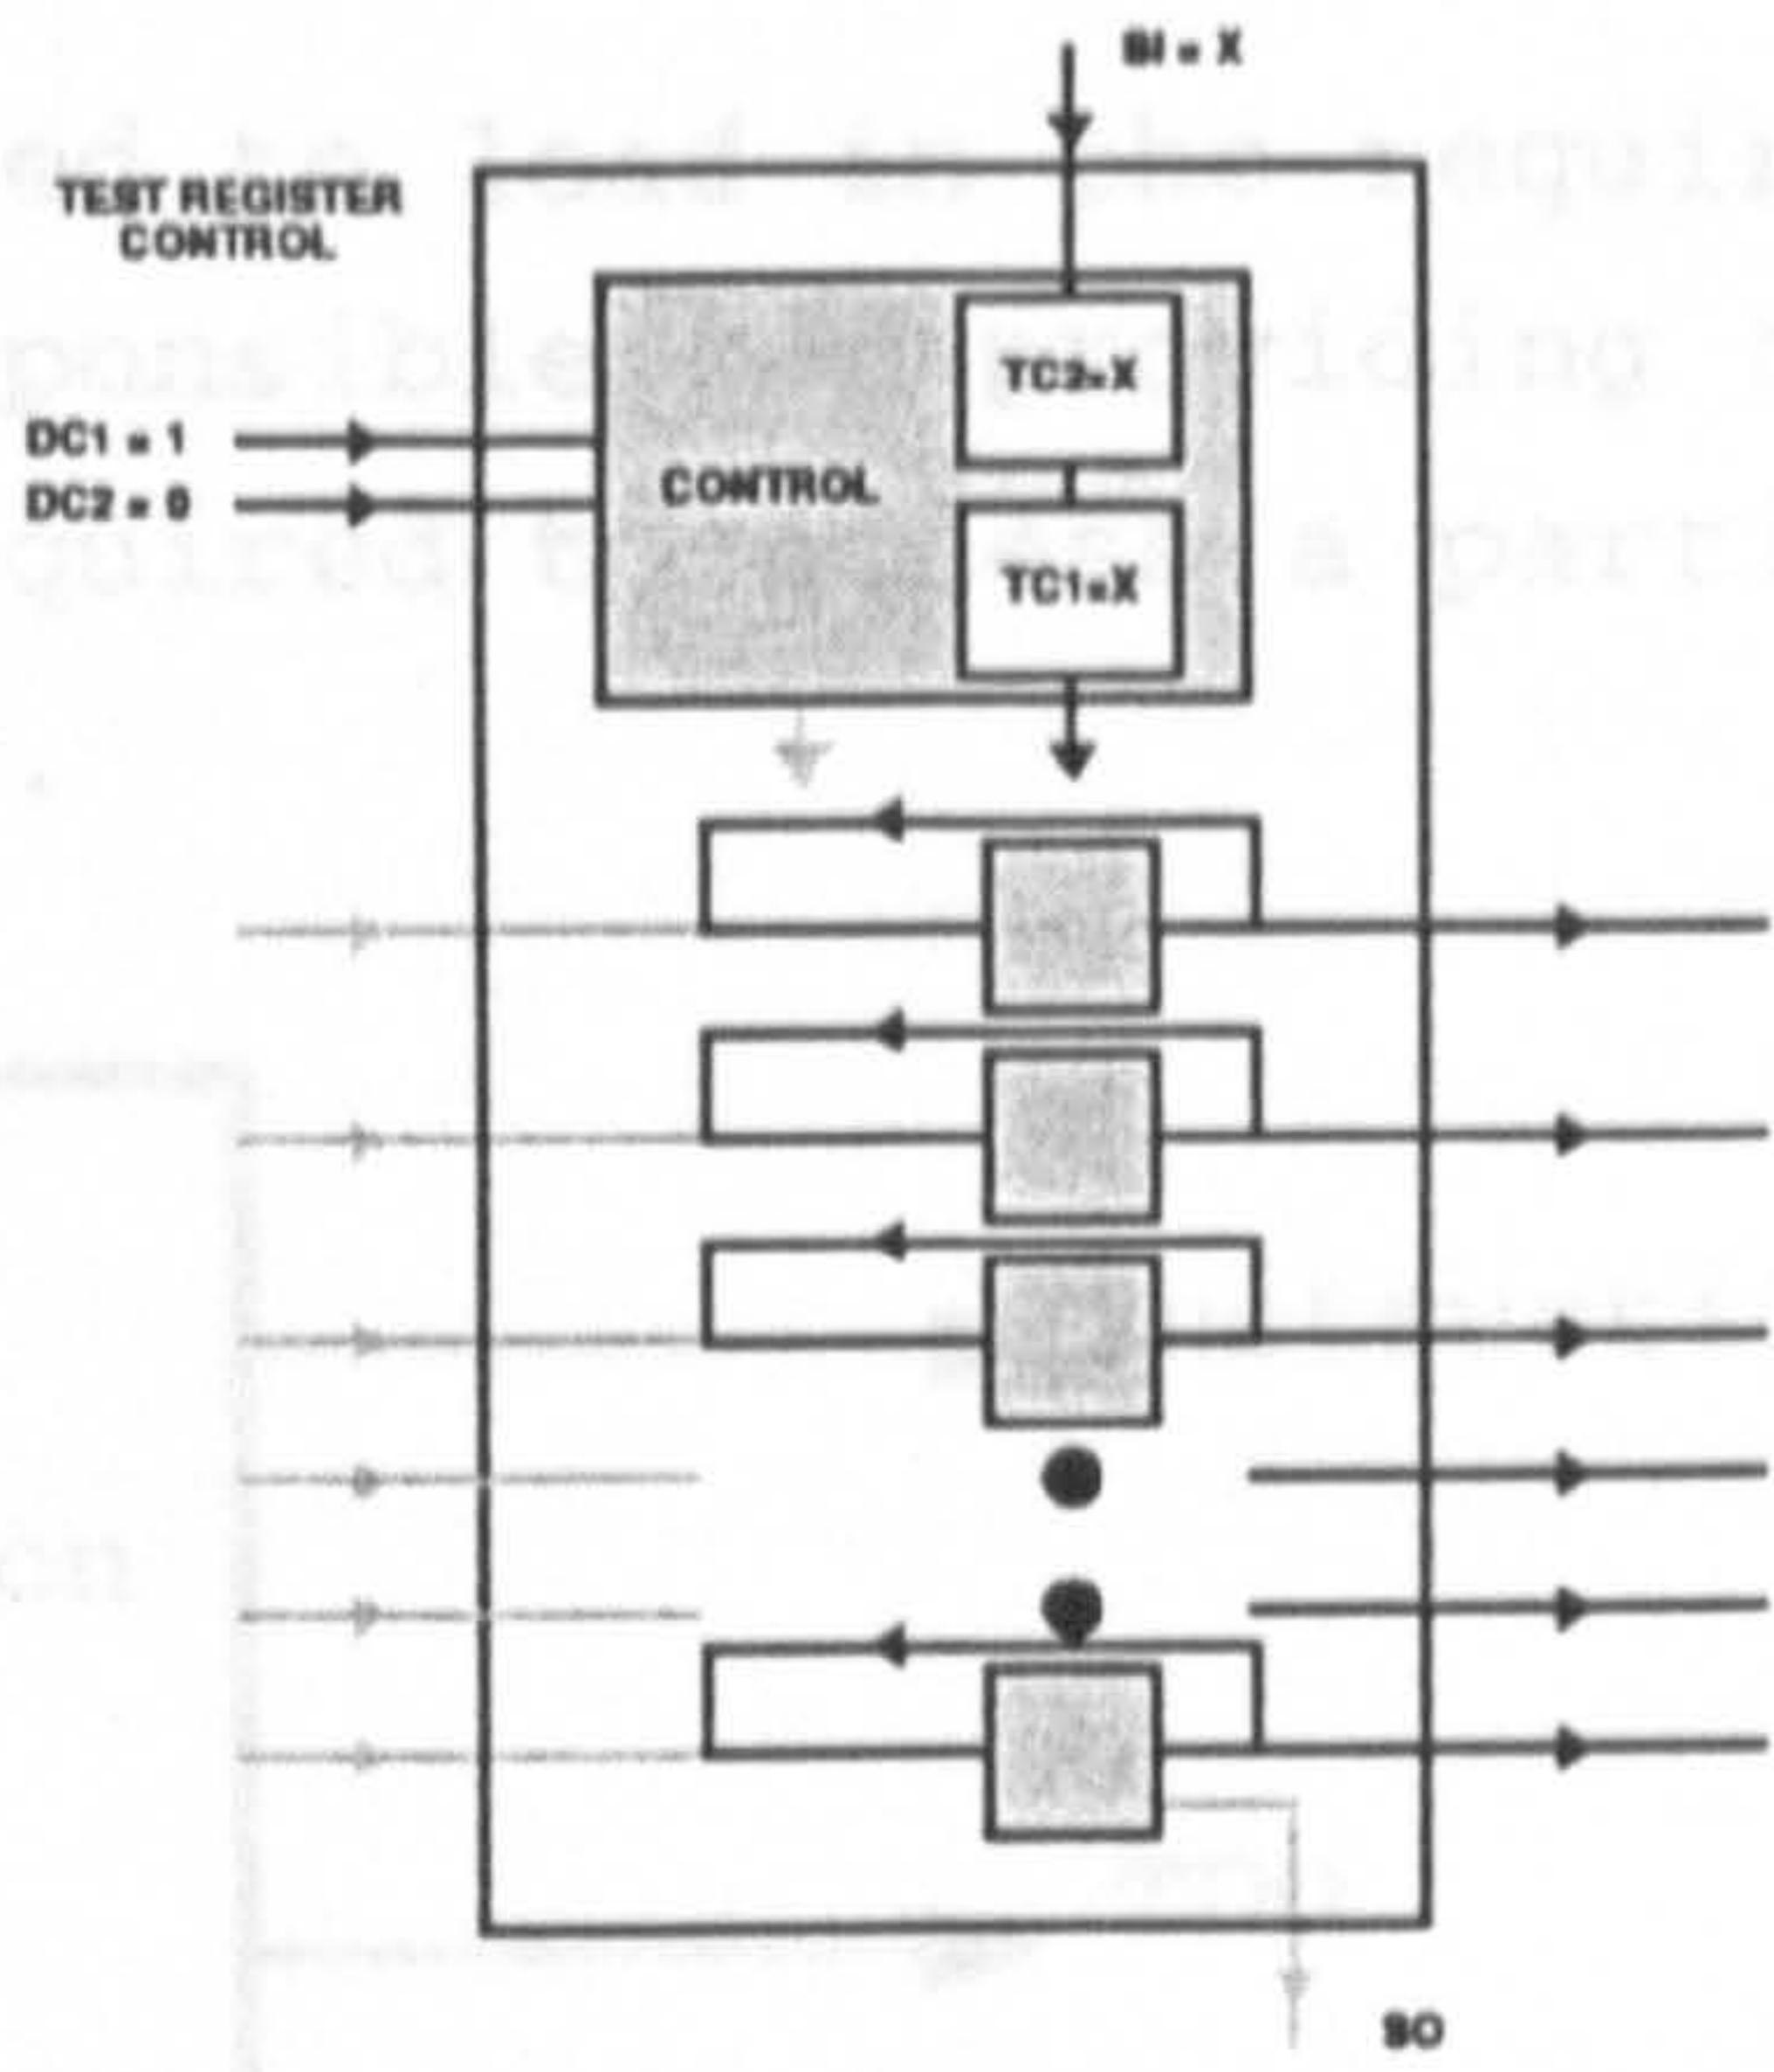 SI = X
TEST REGISTER
CONTROL
TC2=X
DC1 = 1
CONTROL
DC2 = 0
TC1=X
SO